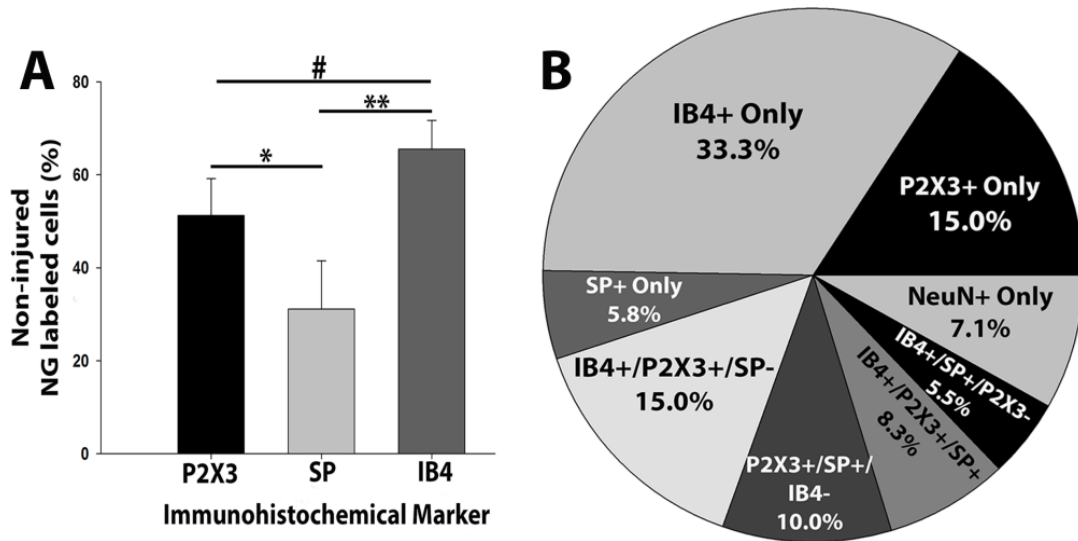 A
B
80
60
40
20
0
Non-injured
NG labeled cells (%)
#
**
*
P2X3
SP
IB4
Immunohistochemical Marker
IB4+ Only
33.3%
P2X3+ Only
15.0%
SP+ Only
5.8%
NeuN+ Only
7.1%
IB4+/SP+/P2X3-
5.5%
IB4+/P2X3+/SP-
15.0%
IB4+/P2X3+/SP+
8.3%
P2X3+/SP+/
IB4-
10.0%